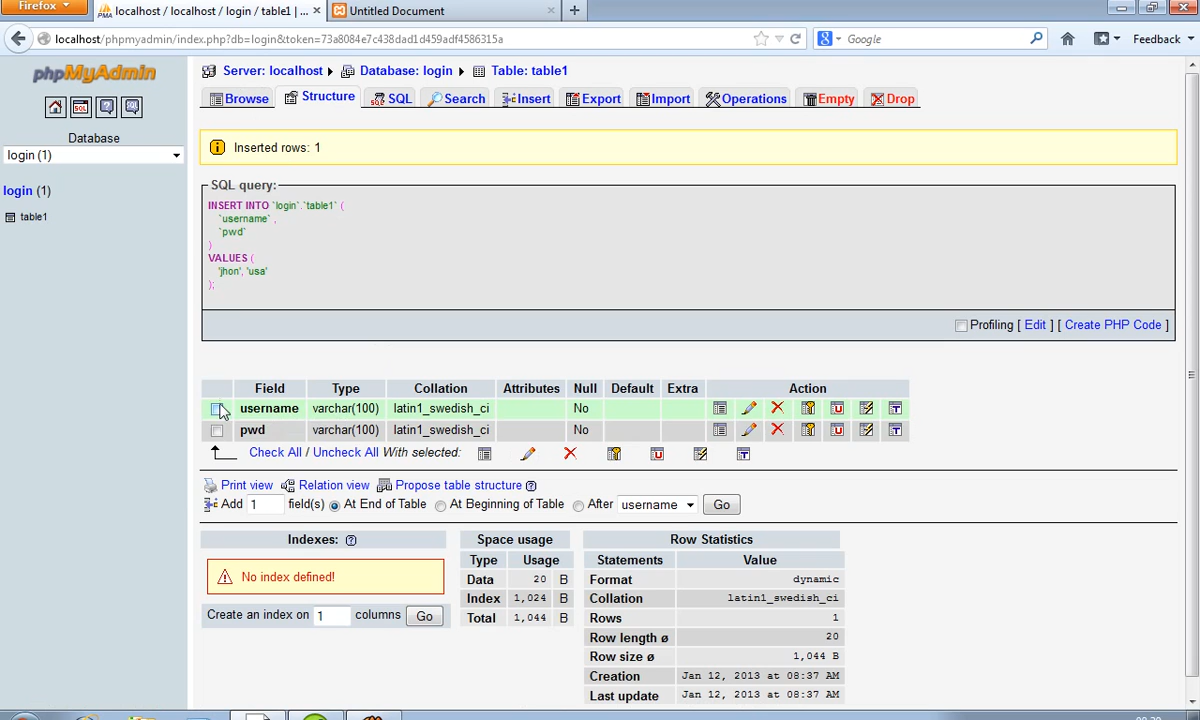 Firefox
localhost / localhost / login / table1 | ...
Untitled Document
localhost/phpmyadmin/index.php?db=login&token=73a8084e7c438dad1d459adf4586315a
Google
Feedback
phpMyAdmin
Database
login (1)
login (1)
table1
Server: localhost
Database: login
Table: table1
Browse
Structure
SQL
Search
Insert
Export
Import
Operations
Empty
Drop
Inserted rows: 1
SQL query:
INSERT INTO `login`.`table1` (
`username` ,
`pwd`
)
VALUES (
'jhon', 'usa'
);
Profiling [ Edit ] [ Create PHP Code ]
Field Type Collation Attributes Null Default Extra Action
username varchar(100) latin1_swedish_ci No
pwd varchar(100) latin1_swedish_ci No
Check All / Uncheck All With selected:
Print view Relation view Propose table structure
Add 1 field(s) At End of Table At Beginning of Table After username Go
Indexes:
No index defined!
Create an index on 1 columns Go
Space usage
Type Usage
Data 20 B
Index 1,024 B
Total 1,044 B
Row Statistics
Statements Value
Format dynamic
Collation latin1_swedish_ci
Rows 1
Row length ø 20
Row size ø 1,044 B
Creation Jan 12, 2013 at 08:37 AM
Last update Jan 12, 2013 at 08:37 AM